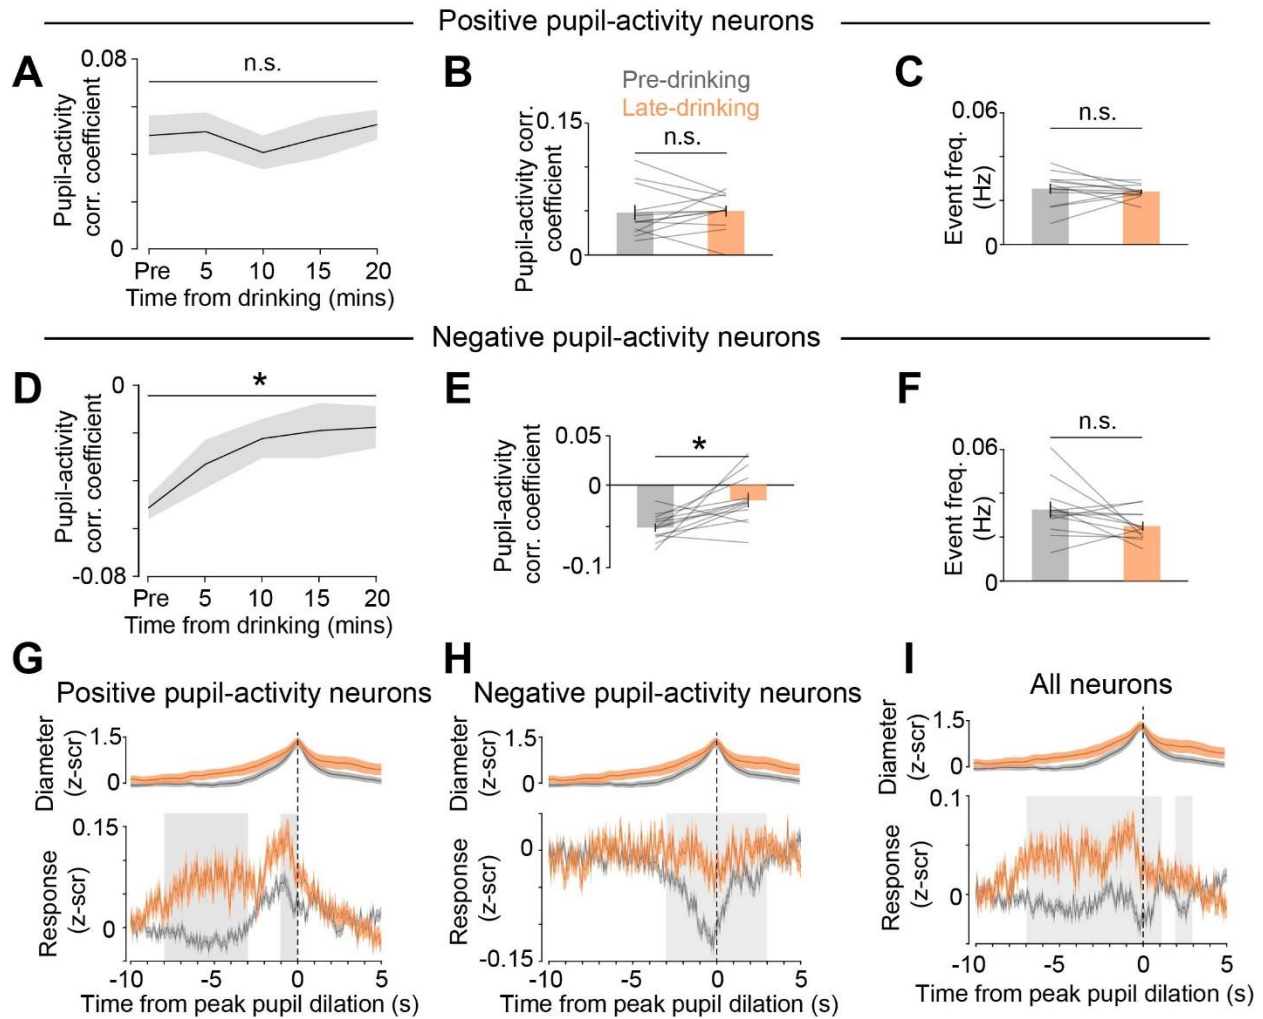 Positive pupil-activity neurons
A
0.08
n.s.
Pupil-activity
corr. coefficient
0
Pre 5 10 15 20
Time from drinking (mins)
B
Pre-drinking
Late-drinking
0.15
n.s.
Pupil-activity corr.
coefficient
0
C
0.06
n.s.
Event freq.
(Hz)
0
Negative pupil-activity neurons
D
0
*
Pupil-activity
corr. coefficient
-0.08
Pre 5 10 15 20
Time from drinking (mins)
E
0.05
*
0
Pupil-activity
corr. coefficient
-0.1
F
n.s.
0.06
Event freq.
(Hz)
0
G
Positive pupil-activity neurons
1.5
Diameter
(z-scr)
0
0.15
Response
(z-scr)
0
-10 -5 0 5
Time from peak pupil dilation (s)
H
Negative pupil-activity neurons
1.5
Diameter
(z-scr)
0
0
Response
(z-scr)
-0.15
-10 -5 0 5
Time from peak pupil dilation (s)
I
All neurons
1.5
Diameter
(z-scr)
0
0.1
Response
(z-scr)
0
-10 -5 0 5
Time from peak pupil dilation (s)